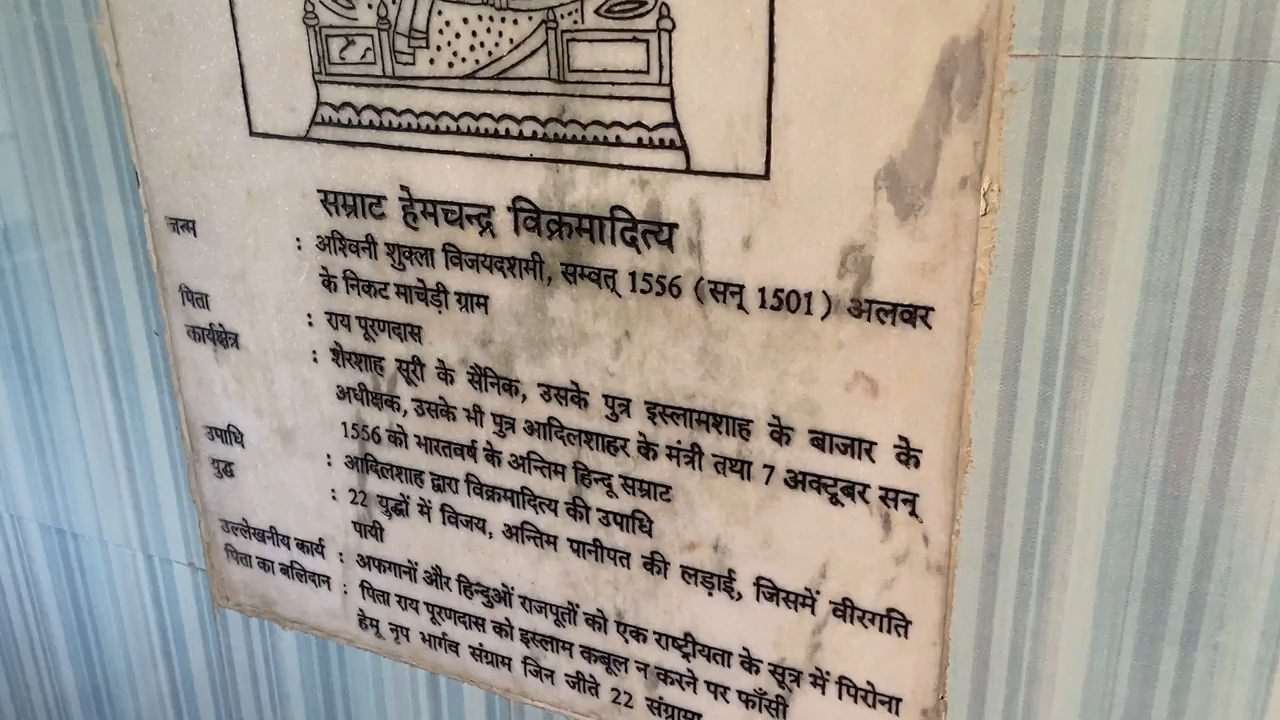 सम्राट हेमचन्द्र विक्रमादित्य
जन्म : अश्विनी शुक्ला विजयदशमी, सम्वत् 1556 (सन् 1501) अलवर
के निकट माचेड़ी ग्राम
पिता : राय पूरणदास
कार्यक्षेत्र : शेरशाह सूरी के सैनिक, उसके पुत्र इस्लामशाह के बाजार के
अधीक्षक, उसके भी पुत्र आदिलशाहर के मंत्री तथा 7 अक्टूबर सन्
1556 को भारतवर्ष के अन्तिम हिन्दू सम्राट
उपाधि : आदिलशाह द्वारा विक्रमादित्य की उपाधि
युद्ध : 22 युद्धों में विजय, अन्तिम पानीपत की लड़ाई, जिसमें वीरगति
पायी
उल्लेखनीय कार्य : अफगानों और हिन्दुओं राजपूतों को एक राष्ट्रीयता के सूत्र में पिरोना
पिता का बलिदान : पिता राय पूरणदास को इस्लाम कबूल न करने पर फाँसी
हेमू नृप भार्गव संग्राम जिन जीते 22 संग्राम